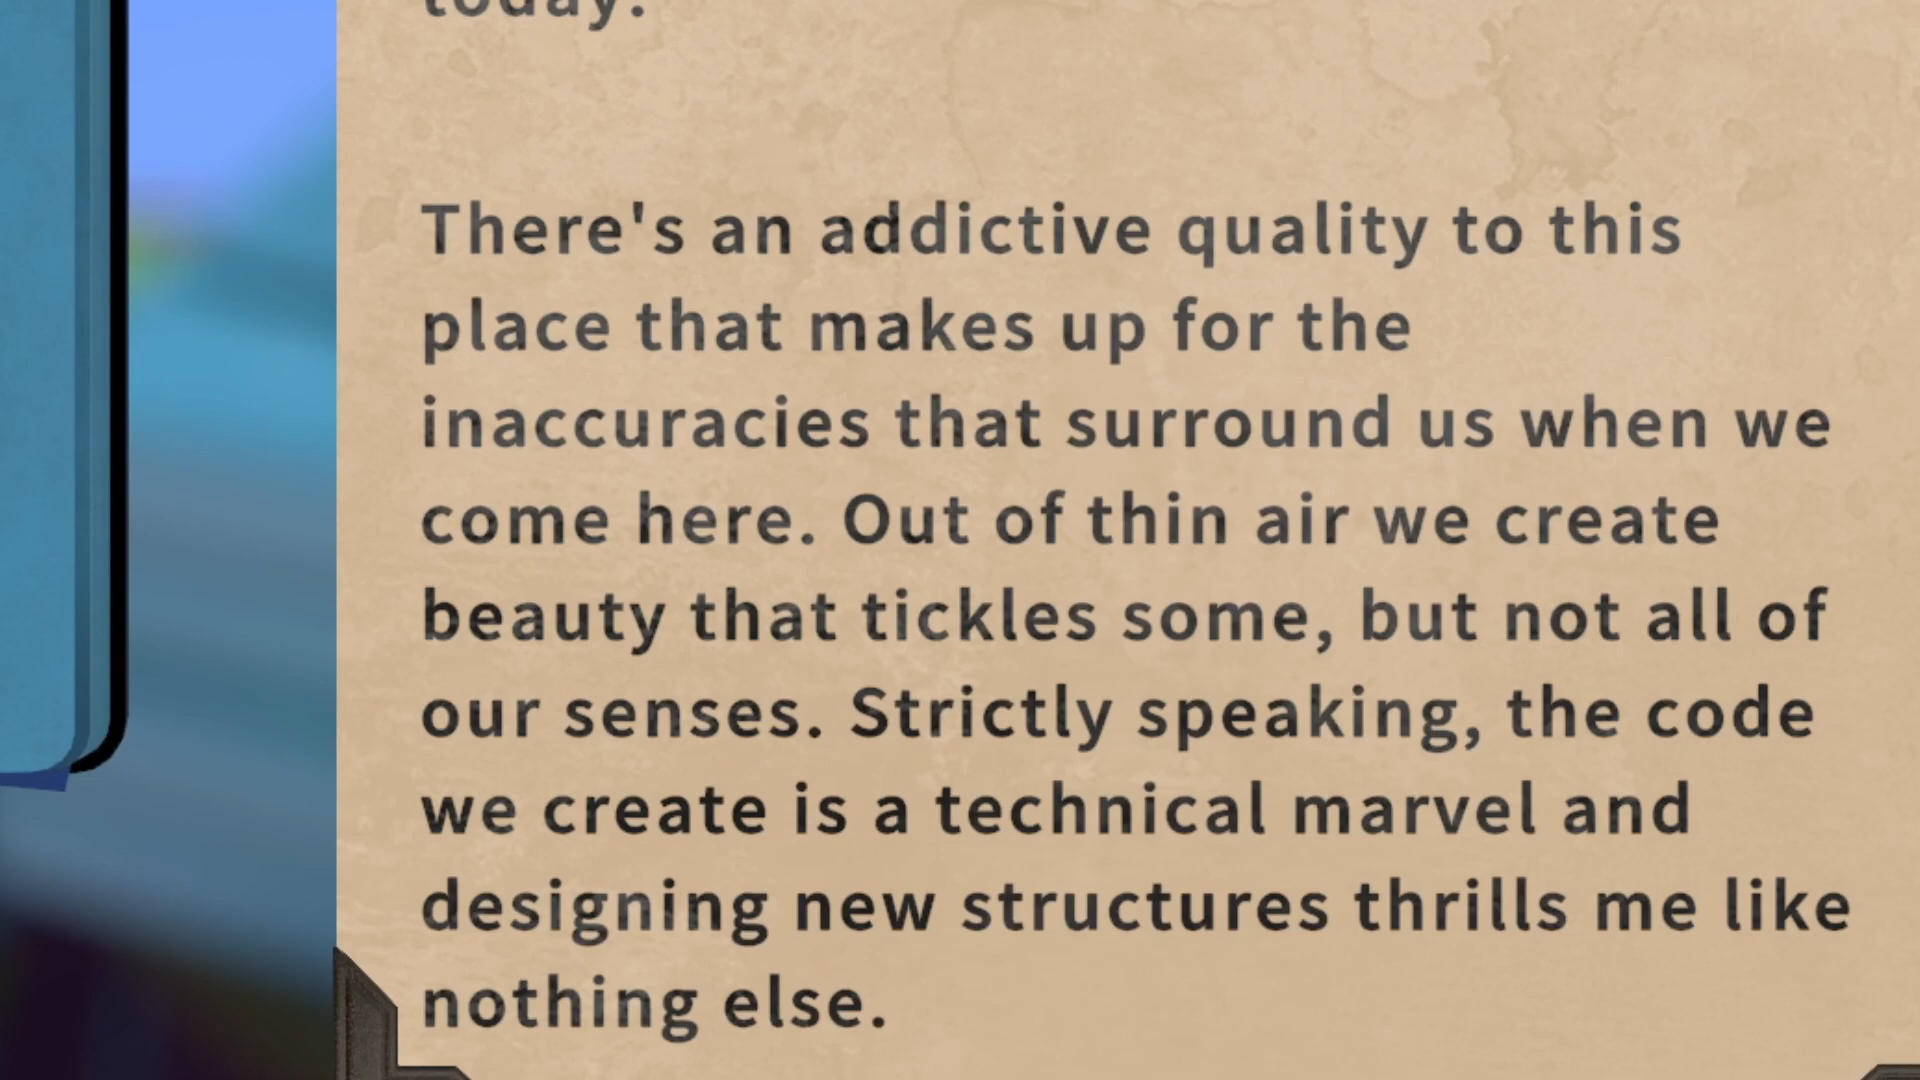 today.
There's an addictive quality to this
place that makes up for the
inaccuracies that surround us when we
come here. Out of thin air we create
beauty that tickles some, but not all of
our senses. Strictly speaking, the code
we create is a technical marvel and
designing new structures thrills me like
nothing else.